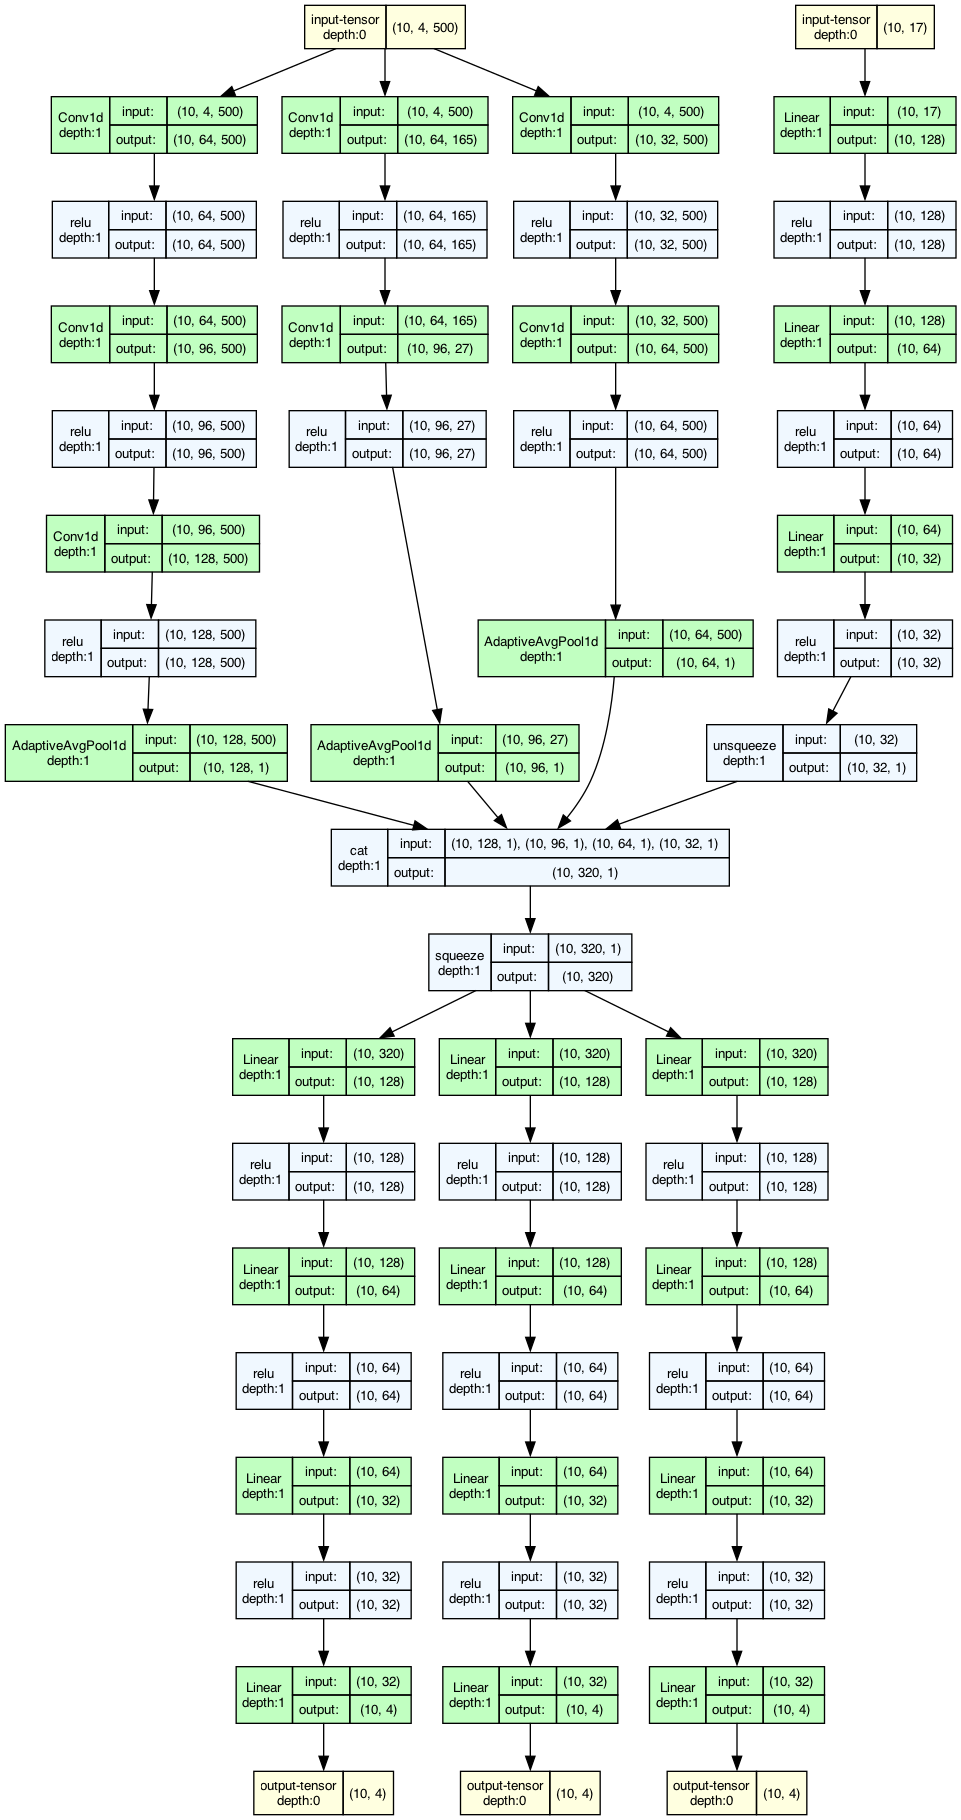 input-tensor
depth:0
(10, 4, 500)
input-tensor
depth:0
(10, 17)
Conv1d
depth:1
input:
(10, 4, 500)
output:
(10, 64, 500)
Conv1d
depth:1
input:
(10, 4, 500)
output:
(10, 64, 165)
Conv1d
depth:1
input:
(10, 4, 500)
output:
(10, 32, 500)
Linear
depth:1
input:
(10, 17)
output:
(10, 128)
relu
depth:1
input:
(10, 64, 500)
output:
(10, 64, 500)
relu
depth:1
input:
(10, 64, 165)
output:
(10, 64, 165)
relu
depth:1
input:
(10, 32, 500)
output:
(10, 32, 500)
relu
depth:1
input:
(10, 128)
output:
(10, 128)
Conv1d
depth:1
input:
(10, 64, 500)
output:
(10, 96, 500)
Conv1d
depth:1
input:
(10, 64, 165)
output:
(10, 96, 27)
Conv1d
depth:1
input:
(10, 32, 500)
output:
(10, 64, 500)
Linear
depth:1
input:
(10, 128)
output:
(10, 64)
relu
depth:1
input:
(10, 96, 500)
output:
(10, 96, 500)
relu
depth:1
input:
(10, 96, 27)
output:
(10, 96, 27)
relu
depth:1
input:
(10, 64, 500)
output:
(10, 64, 500)
relu
depth:1
input:
(10, 64)
output:
(10, 64)
Conv1d
depth:1
input:
(10, 96, 500)
output:
(10, 128, 500)
Linear
depth:1
input:
(10, 64)
output:
(10, 32)
relu
depth:1
input:
(10, 128, 500)
output:
(10, 128, 500)
AdaptiveAvgPool1d
depth:1
input:
(10, 64, 500)
output:
(10, 64, 1)
relu
depth:1
input:
(10, 32)
output:
(10, 32)
AdaptiveAvgPool1d
depth:1
input:
(10, 128, 500)
output:
(10, 128, 1)
AdaptiveAvgPool1d
depth:1
input:
(10, 96, 27)
output:
(10, 96, 1)
unsqueeze
depth:1
input:
(10, 32)
output:
(10, 32, 1)
cat
depth:1
input:
(10, 128, 1), (10, 96, 1), (10, 64, 1), (10, 32, 1)
output:
(10, 320, 1)
squeeze
depth:1
input:
(10, 320, 1)
output:
(10, 320)
Linear
depth:1
input:
(10, 320)
output:
(10, 128)
Linear
depth:1
input:
(10, 320)
output:
(10, 128)
Linear
depth:1
input:
(10, 320)
output:
(10, 128)
relu
depth:1
input:
(10, 128)
output:
(10, 128)
relu
depth:1
input:
(10, 128)
output:
(10, 128)
relu
depth:1
input:
(10, 128)
output:
(10, 128)
Linear
depth:1
input:
(10, 128)
output:
(10, 64)
Linear
depth:1
input:
(10, 128)
output:
(10, 64)
Linear
depth:1
input:
(10, 128)
output:
(10, 64)
relu
depth:1
input:
(10, 64)
output:
(10, 64)
relu
depth:1
input:
(10, 64)
output:
(10, 64)
relu
depth:1
input:
(10, 64)
output:
(10, 64)
Linear
depth:1
input:
(10, 64)
output:
(10, 32)
Linear
depth:1
input:
(10, 64)
output:
(10, 32)
Linear
depth:1
input:
(10, 64)
output:
(10, 32)
relu
depth:1
input:
(10, 32)
output:
(10, 32)
relu
depth:1
input:
(10, 32)
output:
(10, 32)
relu
depth:1
input:
(10, 32)
output:
(10, 32)
Linear
depth:1
input:
(10, 32)
output:
(10, 4)
Linear
depth:1
input:
(10, 32)
output:
(10, 4)
Linear
depth:1
input:
(10, 32)
output:
(10, 4)
output-tensor
depth:0
(10, 4)
output-tensor
depth:0
(10, 4)
output-tensor
depth:0
(10, 4)